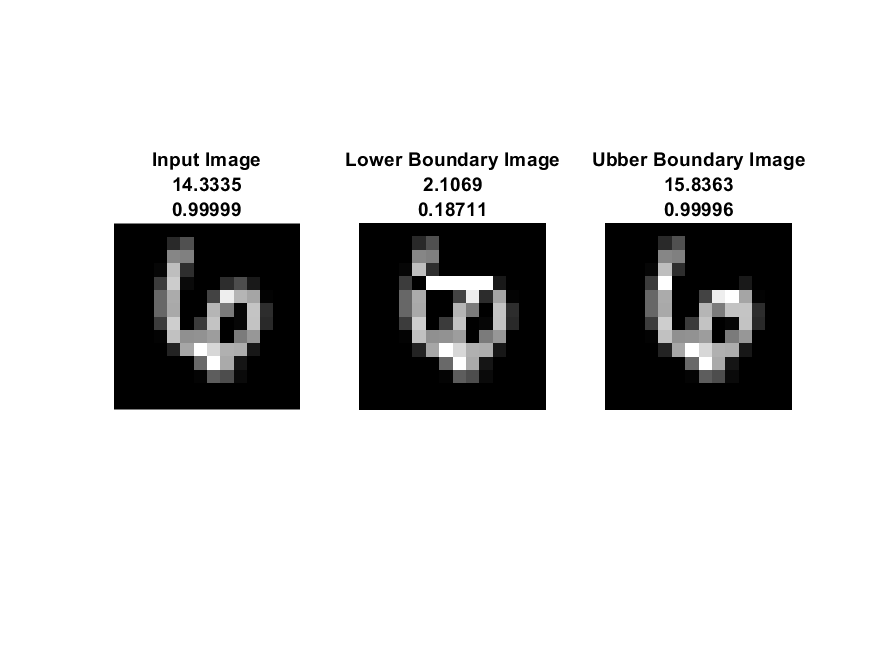 Input Image
14.3335
0.99999
Lower Boundary Image
2.1069
0.18711
Ubber Boundary Image
15.8363
0.99996